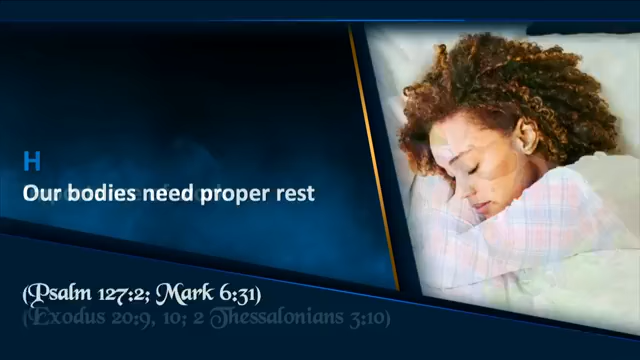 H
Our bodies need proper rest
(Psalm 127:2; Mark 6:31)
(Exodus 20:9, 10; 2 Thessalonians 3:10)